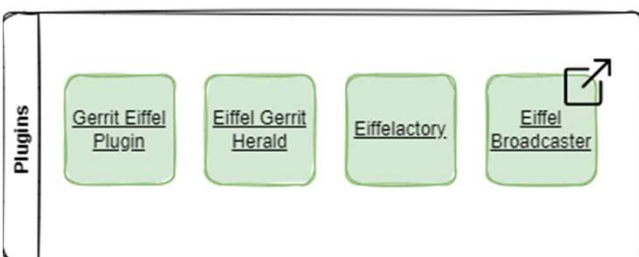 Plugins
Gerrit Eiffel
Plugin
Eiffel Gerrit
Herald
Eiffelactory
Eiffel
Broadcaster